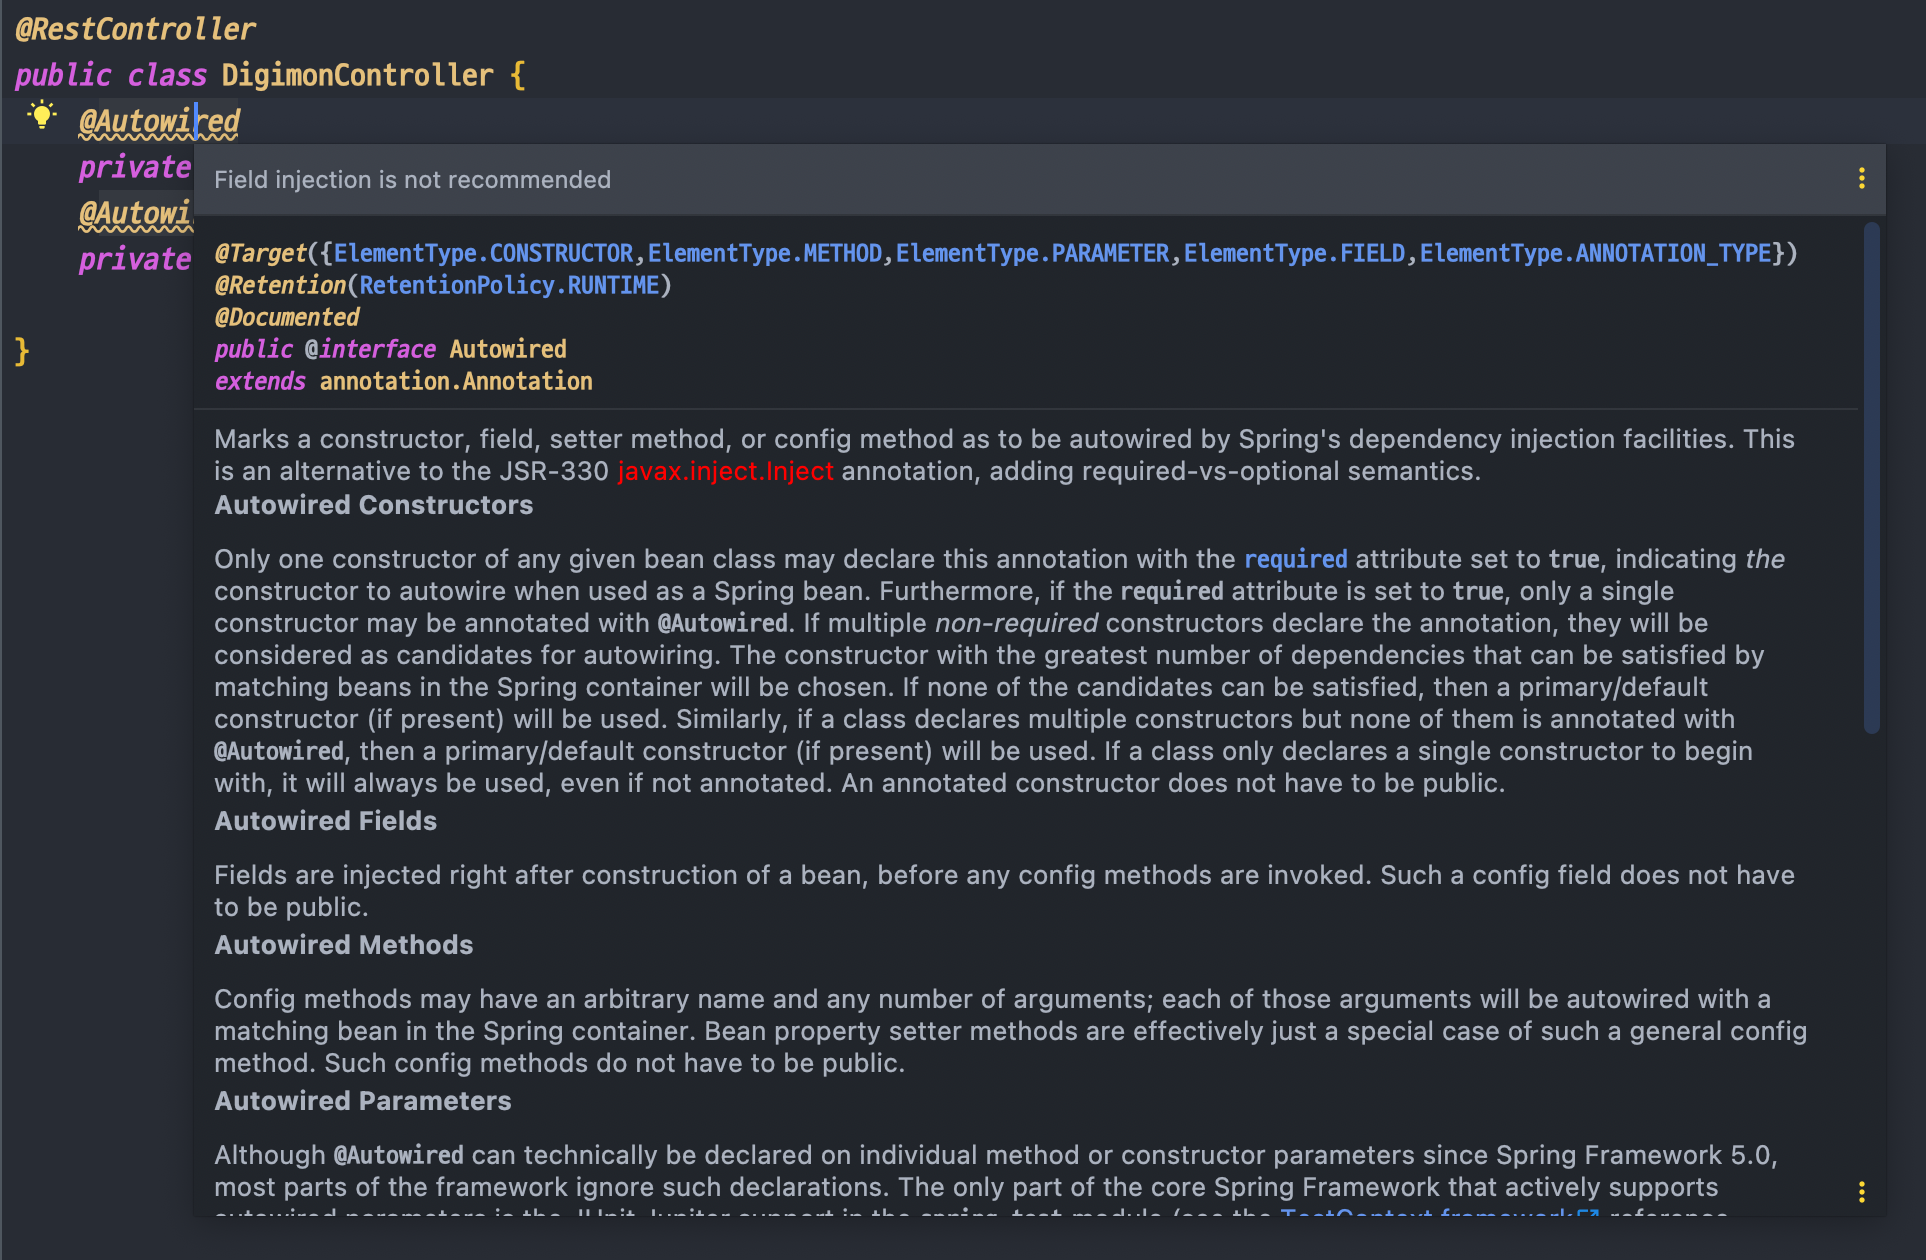 @RestController
public class DigimonController {
@Autowired
private
Field injection is not recommended
@Autowi
private
}
@Target({ElementType.CONSTRUCTOR,ElementType.METHOD,ElementType.PARAMETER,ElementType.FIELD,ElementType.ANNOTATION_TYPE})
@Retention(RetentionPolicy.RUNTIME)
@Documented
public @interface Autowired
extends annotation.Annotation
Marks a constructor, field, setter method, or config method as to be autowired by Spring's dependency injection facilities. This
is an alternative to the JSR-330 javax.inject.Inject annotation, adding required-vs-optional semantics.
Autowired Constructors
Only one constructor of any given bean class may declare this annotation with the required attribute set to true, indicating the
constructor to autowire when used as a Spring bean. Furthermore, if the required attribute is set to true, only a single
constructor may be annotated with @Autowired. If multiple non-required constructors declare the annotation, they will be
considered as candidates for autowiring. The constructor with the greatest number of dependencies that can be satisfied by
matching beans in the Spring container will be chosen. If none of the candidates can be satisfied, then a primary/default
constructor (if present) will be used. Similarly, if a class declares multiple constructors but none of them is annotated with
@Autowired, then a primary/default constructor (if present) will be used. If a class only declares a single constructor to begin
with, it will always be used, even if not annotated. An annotated constructor does not have to be public.
Autowired Fields
Fields are injected right after construction of a bean, before any config methods are invoked. Such a config field does not have
to be public.
Autowired Methods
Config methods may have an arbitrary name and any number of arguments; each of those arguments will be autowired with a
matching bean in the Spring container. Bean property setter methods are effectively just a special case of such a general config
method. Such config methods do not have to be public.
Autowired Parameters
Although @Autowired can technically be declared on individual method or constructor parameters since Spring Framework 5.0,
most parts of the framework ignore such declarations. The only part of the core Spring Framework that actively supports
autowired parameters is the JUnit Jupiter support in the spring-test module (see the TestContext framework reference